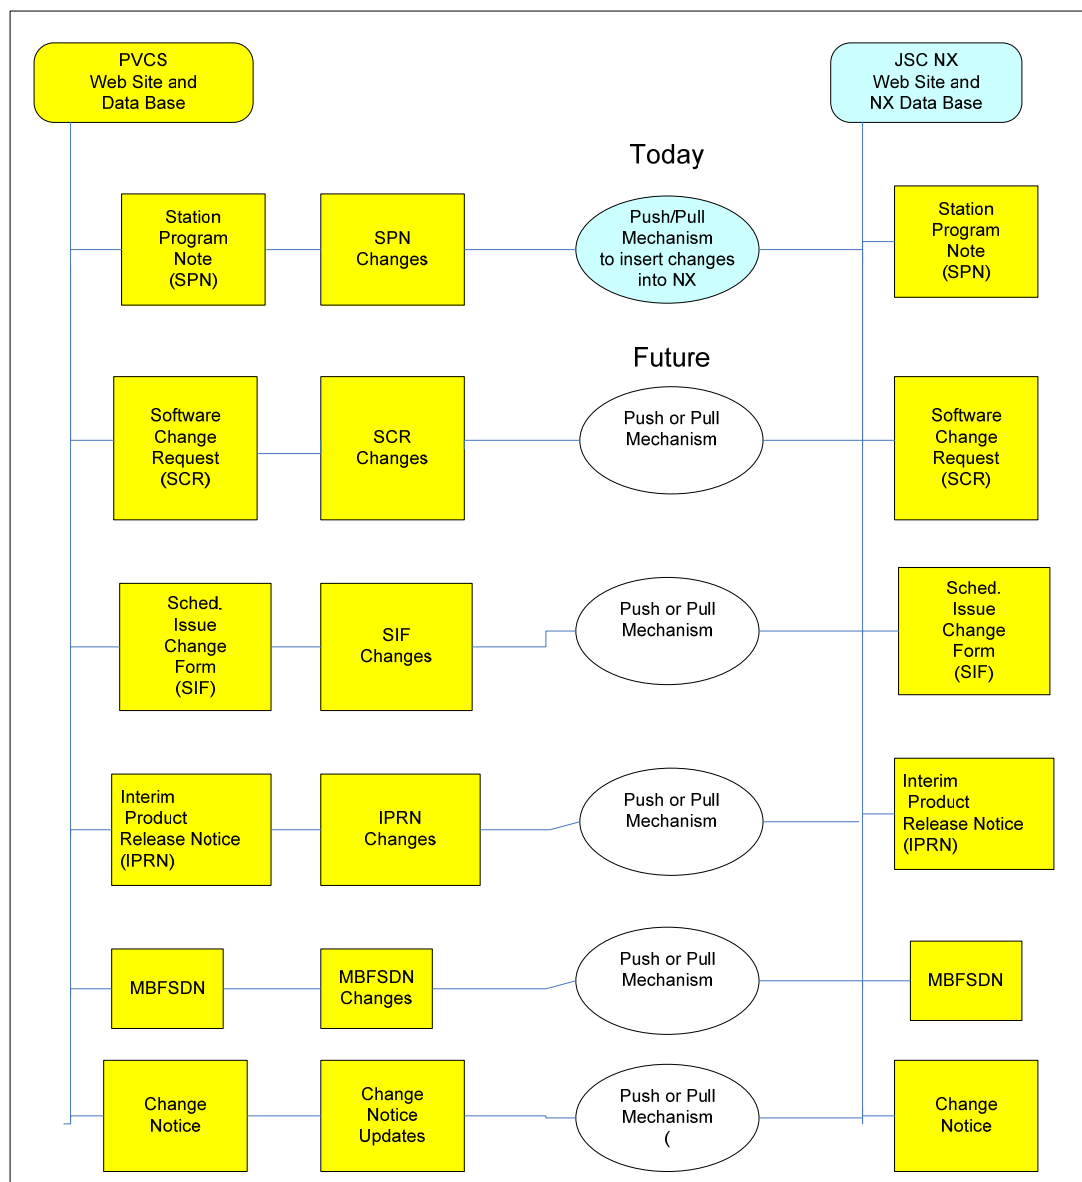 PVCS
Web Site and
Data Base
JSC NX
Web Site and
NX Data Base
Today
Station
Program
Note
(SPN)
SPN
Changes
Push/Pull
Mechanism
to insert changes
into NX
Station
Program
Note
(SPN)
Future
Software
Change
Request
(SCR)
SCR
Changes
Push or Pull
Mechanism
Software
Change
Request
(SCR)
Sched.
Issue
Change
Form
(SIF)
SIF
Changes
Push or Pull
Mechanism
Sched.
Issue
Change
Form
(SIF)
Interim
Product
Release Notice
(IPRN)
IPRN
Changes
Push or Pull
Mechanism
Interim
Product
Release Notice
(IPRN)
MBFSDN
MBFSDN
Changes
Push or Pull
Mechanism
MBFSDN
Change
Notice
Change
Notice
Updates
Push or Pull
Mechanism
(
Change
Notice